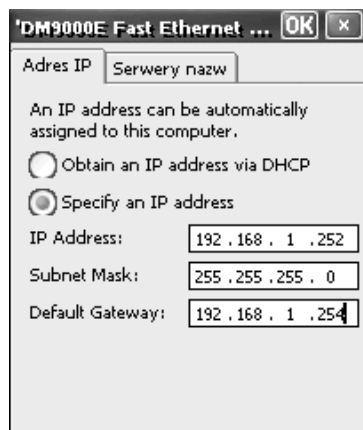 'DM9000E Fast Ethernet ... OK ×
Adres IP Serwery nazw
An IP address can be automatically
assigned to this computer.
Obtain an IP address via DHCP
Specify an IP address
IP Address: 192 . 168 . 1 . 252
Subnet Mask: 255 . 255 . 255 . 0
Default Gateway: 192 . 168 . 1 . 254